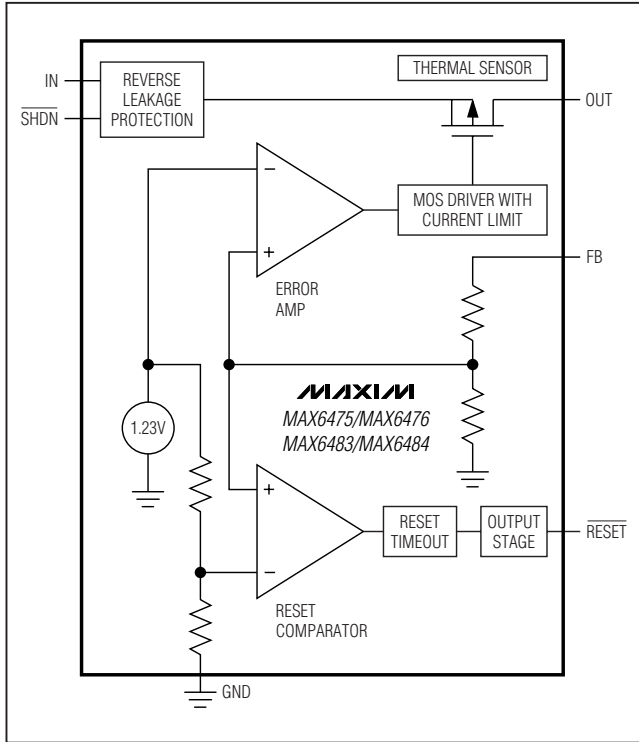 THERMAL SENSOR
IN
REVERSE
LEAKAGE
PROTECTION
SHDN
OUT
−
MOS DRIVER WITH
CURRENT LIMIT
+
FB
ERROR
AMP
MAXIM
MAX6475/MAX6476
MAX6483/MAX6484
1.23V
+
RESET
TIMEOUT
OUTPUT
STAGE
RESET
−
RESET
COMPARATOR
GND